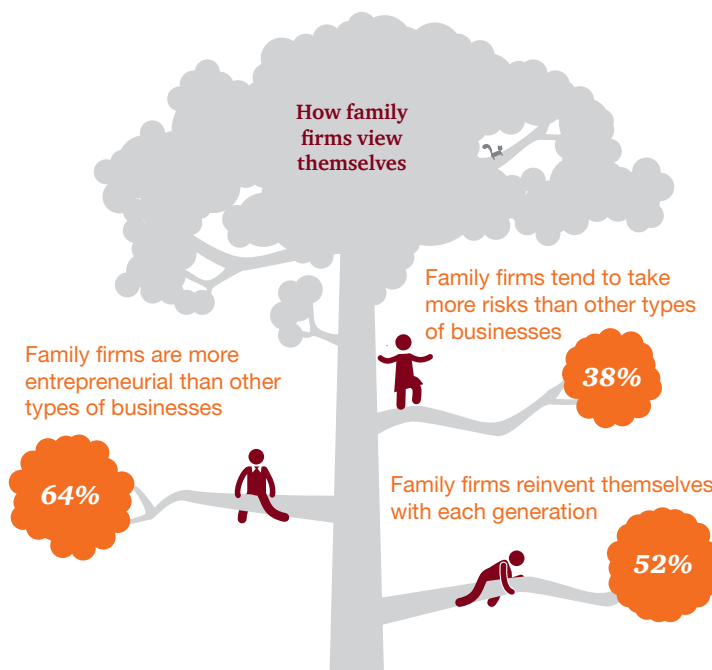 How family
firms view
themselves
Family firms tend to take
more risks than other types
of businesses
38%
Family firms are more
entrepreneurial than other
types of businesses
64%
Family firms reinvent themselves
with each generation
52%